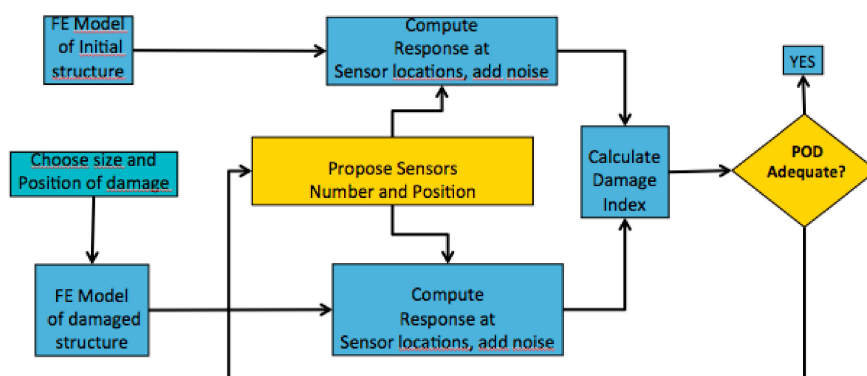 FE Model
of Initial
structure
Compute
Response at
Sensor locations, add noise
YES
Choose size and
Position of damage
Propose Sensors
Number and Position
Calculate
Damage
Index
POD
Adequate?
FE Model
of damaged
structure
Compute
Response at
Sensor locations, add noise